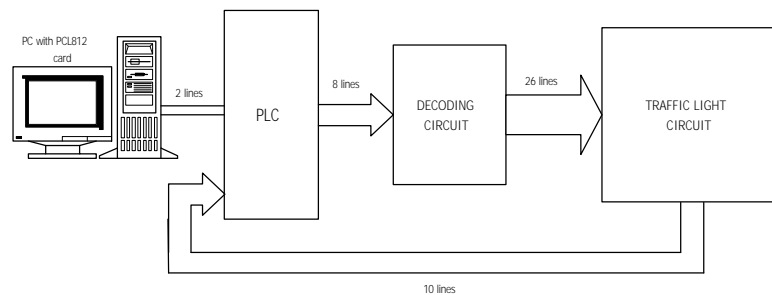 PC with PCL812
card
2 lines
PLC
8 lines
DECODING
CIRCUIT
26 lines
TRAFFIC LIGHT
CIRCUIT
10 lines